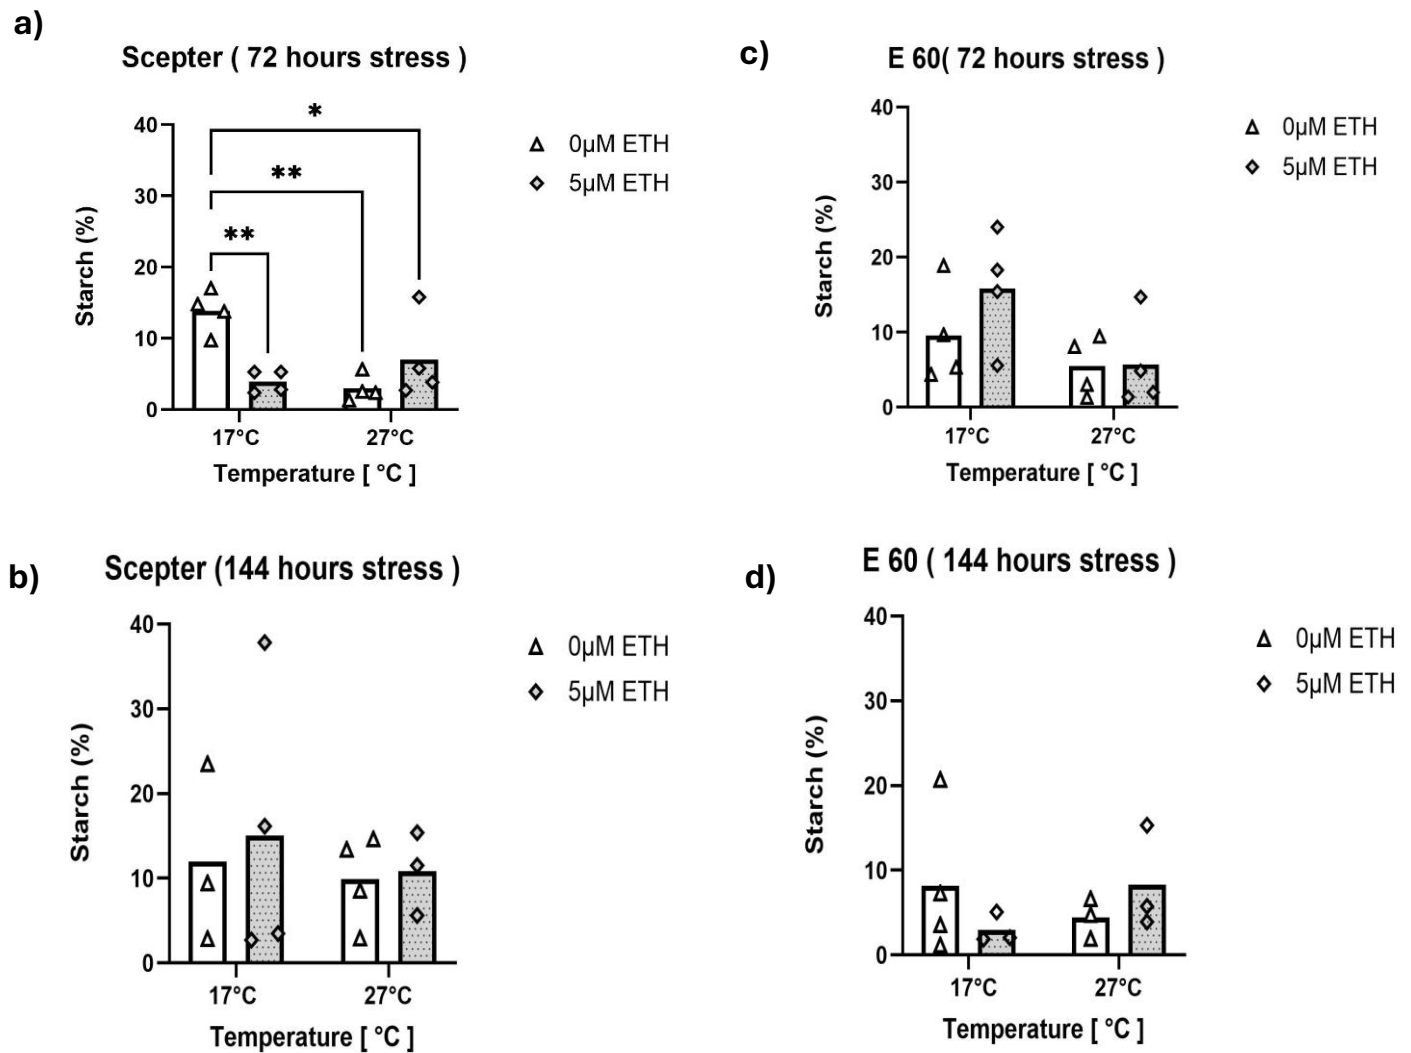 a)
Scepter ( 72 hours stress )
*
**
**
40
30
20
10
0
Starch (%)
17°C
27°C
Temperature [ °C ]
0µM ETH
5µM ETH
c)
E 60( 72 hours stress )
40
30
20
10
0
Starch (%)
17°C
27°C
Temperature [ °C ]
0µM ETH
5µM ETH
b)
Scepter (144 hours stress )
40
30
20
10
0
Starch (%)
17°C
27°C
Temperature [ °C ]
0µM ETH
5µM ETH
d)
E 60 ( 144 hours stress )
40
30
20
10
0
Starch (%)
17°C
27°C
Temperature [ °C ]
0µM ETH
5µM ETH